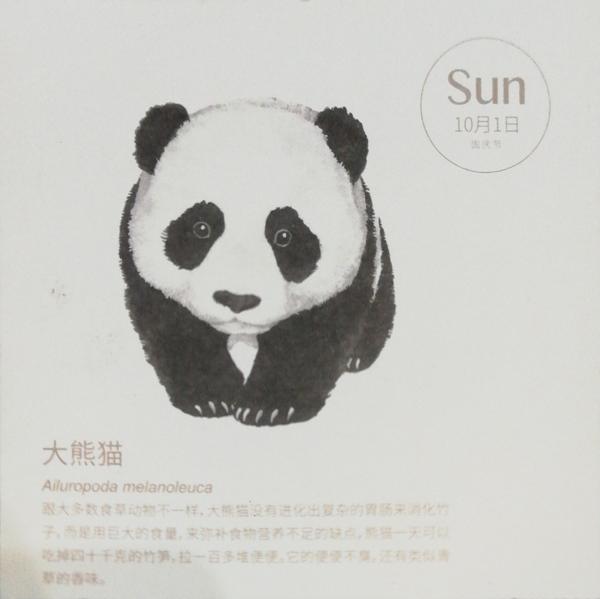 Sun
10月1日
国庆节
大熊猫
Ailuropoda melanoleuca
跟大多数食草动物不一样，大熊猫没有进化出复杂的胃肠来消化竹
子，而是用巨大的食量，来弥补食物营养不足的缺点，熊猫一天可以
吃掉四十千克的竹笋，拉一百多堆便便，它的便便不臭，还有类似青
草的香味。